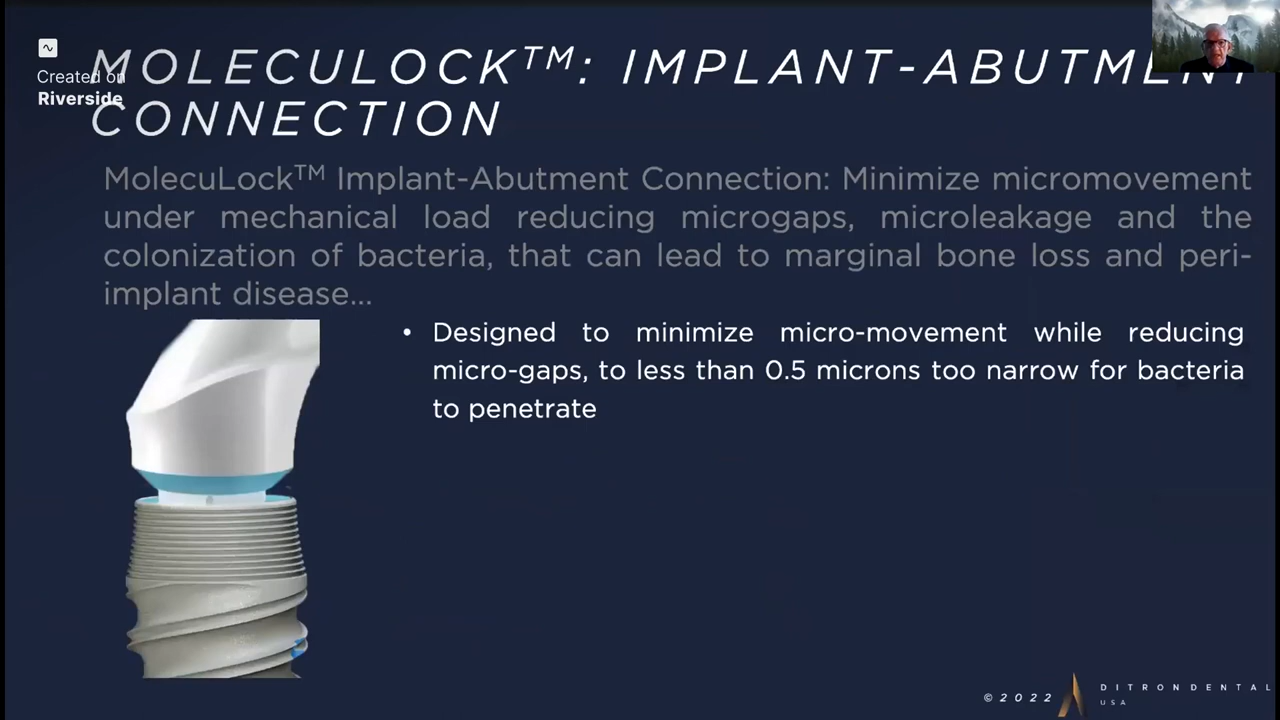 MOLECULOCK™: IMPLANT-ABUTMENT
CONNECTION
Created on
Riverside
MolecuLock™ Implant-Abutment Connection: Minimize micromovement
under mechanical load reducing microgaps, microleakage and the
colonization of bacteria, that can lead to marginal bone loss and peri-
implant disease...
• Designed to minimize micro-movement while reducing
micro-gaps, to less than 0.5 microns too narrow for bacteria
to penetrate
©2022
DITRONDENTAL
USA